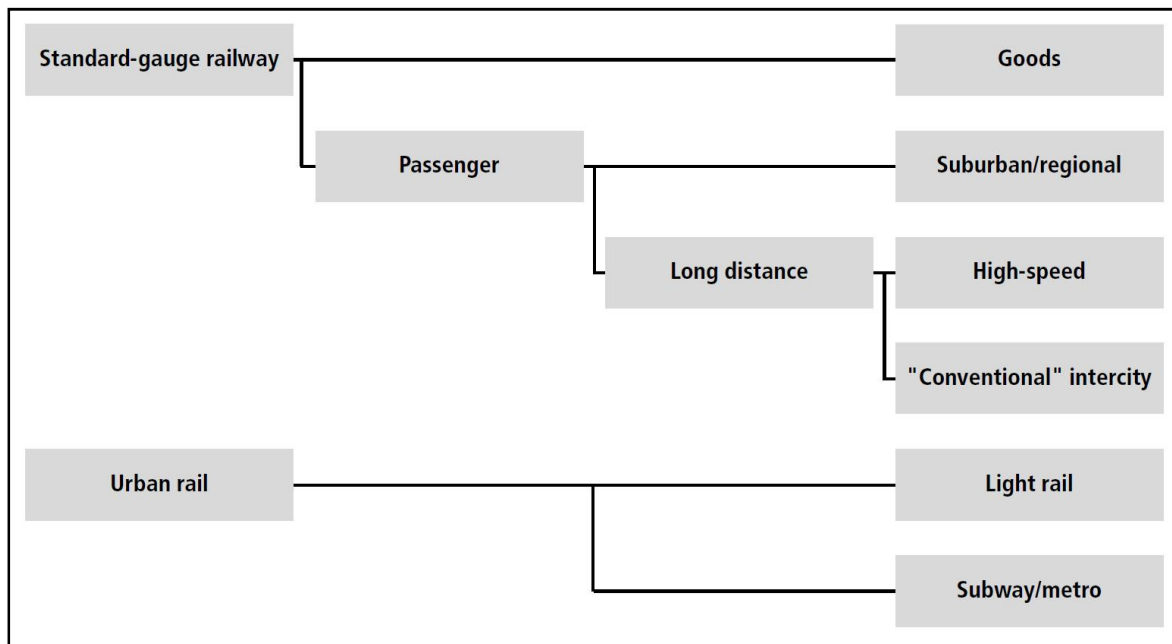 Standard-gauge railway
Goods
Passenger
Suburban/regional
Long distance
High-speed
"Conventional" intercity
Urban rail
Light rail
Subway/metro